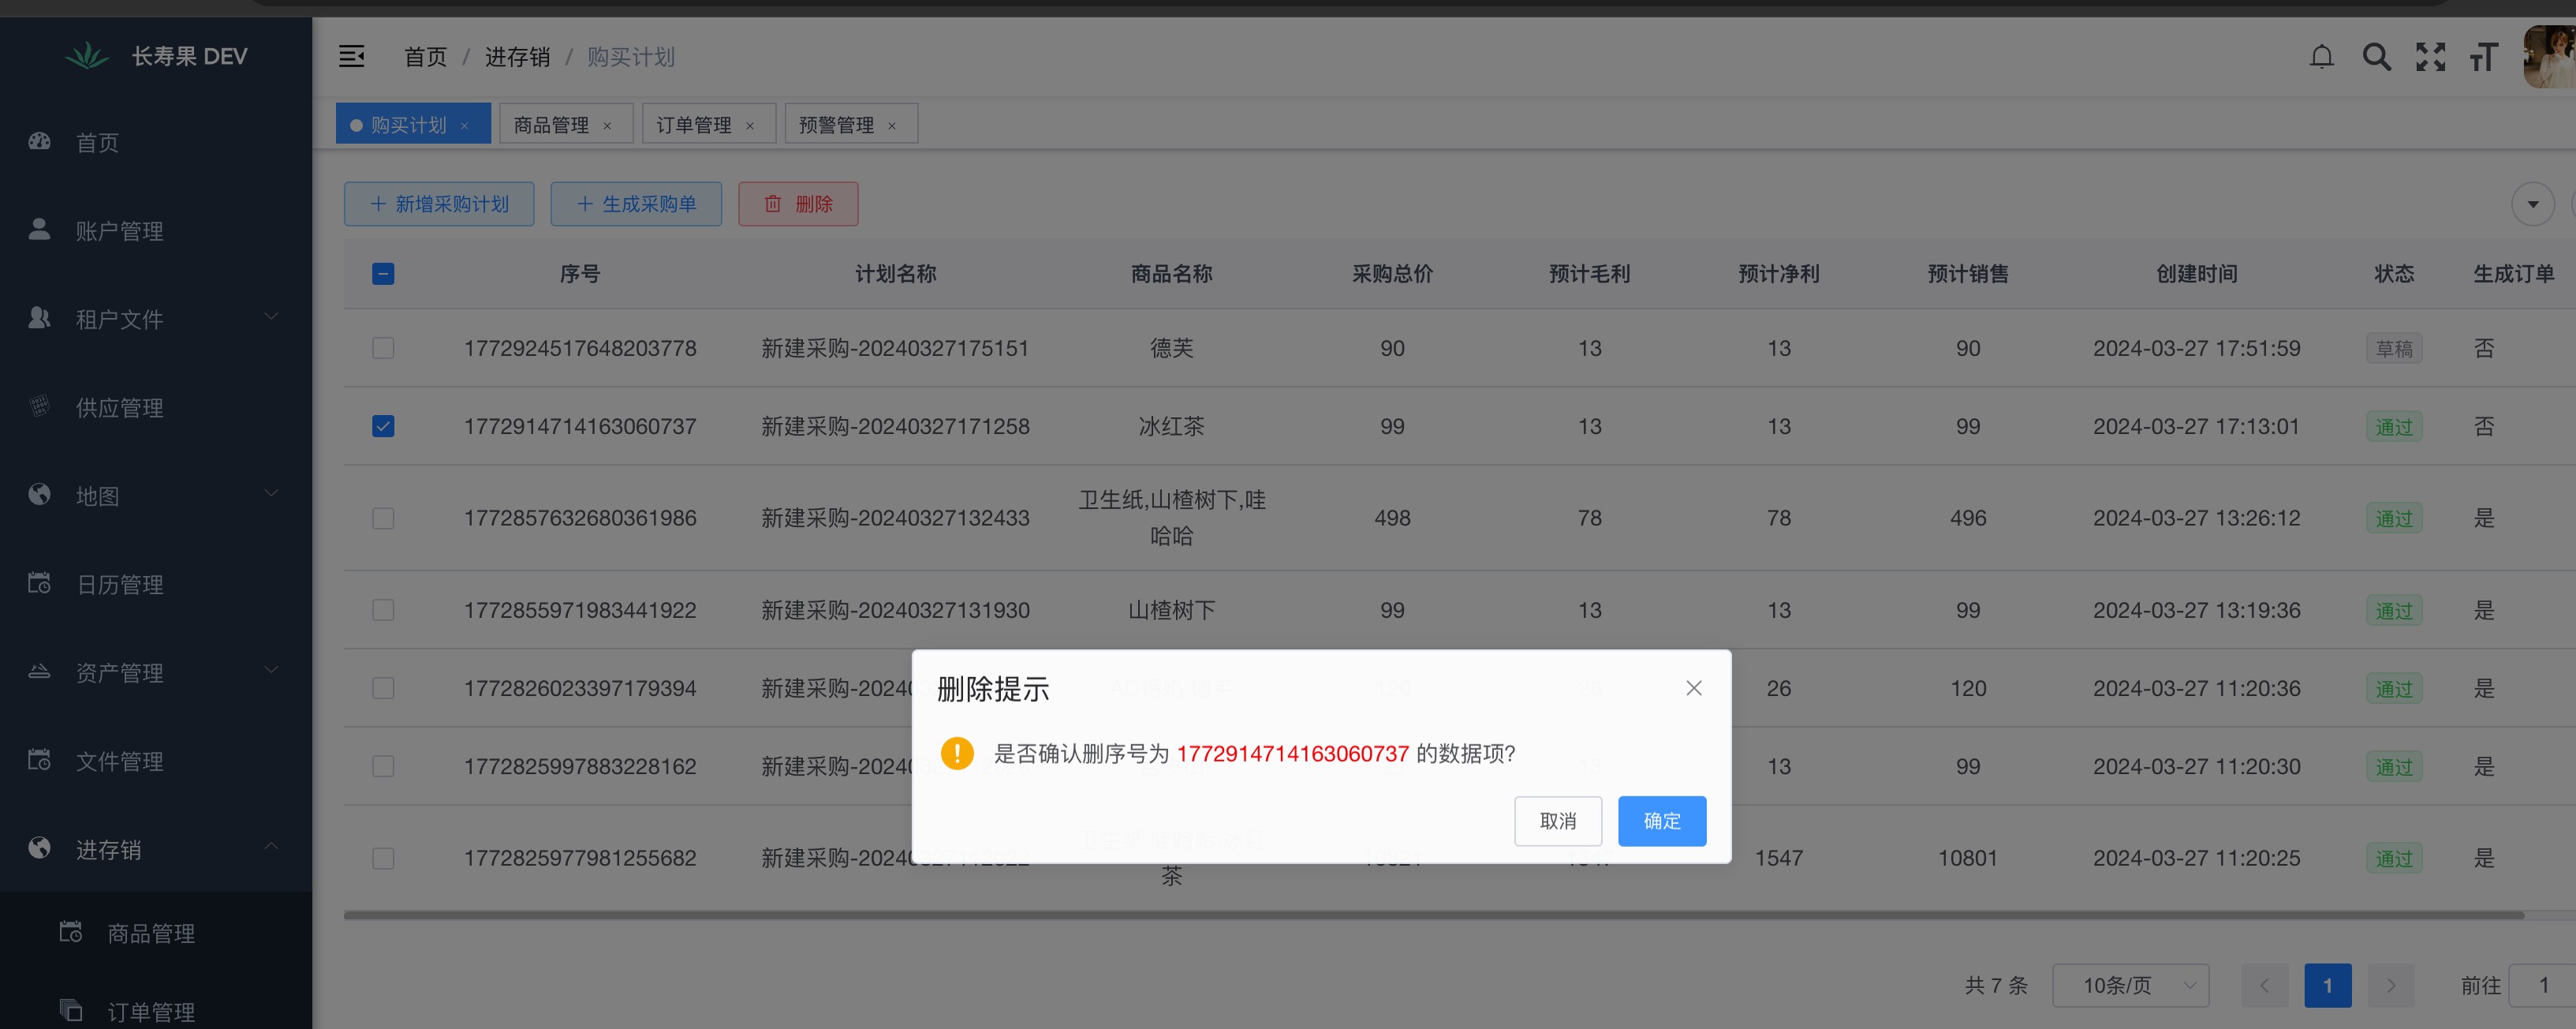 长寿果 DEV
首页 / 进存销 / 购买计划
购买计划 × 商品管理 × 订单管理 × 预警管理 ×
首页
账户管理
租户文件
供应管理
地图
日历管理
资产管理
文件管理
进存销
商品管理
订单管理
+ 新增采购计划 + 生成采购单 删除
序号 计划名称 商品名称 采购总价 预计毛利 预计净利 预计销售 创建时间 状态 生成订单
1772924517648203778 新建采购-20240327175151 德芙 90 13 13 90 2024-03-27 17:51:59 草稿 否
1772914714163060737 新建采购-20240327171258 冰红茶 99 13 13 99 2024-03-27 17:13:01 通过 否
1772857632680361986 新建采购-20240327132433 卫生纸,山楂树下,哇哈哈 498 78 78 496 2024-03-27 13:26:12 通过 是
1772855971983441922 新建采购-20240327131930 山楂树下 99 13 13 99 2024-03-27 13:19:36 通过 是
1772826023397179394 新建采购-2024 26 120 2024-03-27 11:20:36 通过 是
1772825997883228162 新建采购-2024 13 99 2024-03-27 11:20:30 通过 是
1772825977981255682 新建采购-2024 茶 1547 10801 2024-03-27 11:20:25 通过 是
删除提示
是否确认删序号为 1772914714163060737 的数据项?
取消 确定
共 7 条 10条/页 1 前往 1